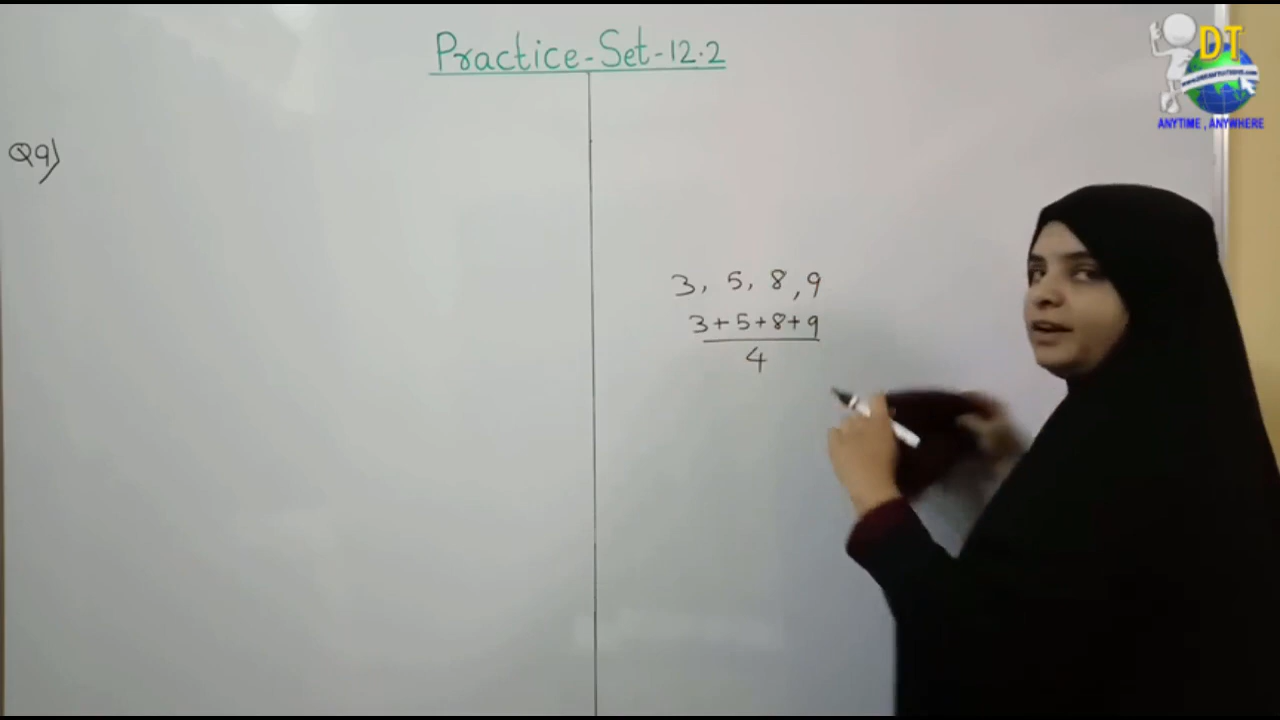 Practice-Set-12.2
Q9)
3, 5, 8, 9
3+5+8+9
4
DT
ANYTIME, ANYWHERE